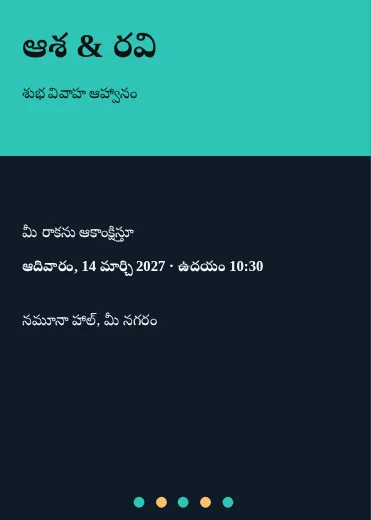 ఆశ & రవి
శుభ వివాహ ఆహ్వానం
మీ రాకను ఆకాంక్షిస్తూ
ఆదివారం, 14 మార్చి 2027 · ఉదయం 10:30
నమూనా హాల్, మీ నగరం